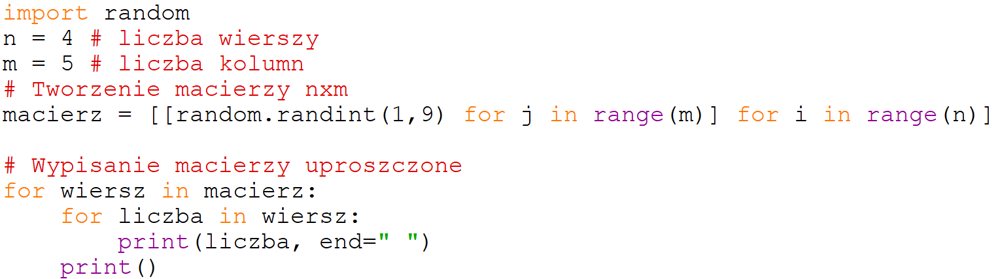 import random
n = 4 # liczba wierszy
m = 5 # liczba kolumn
# Tworzenie macierzy nxm
macierz = [[random.randint(1,9) for j in range(m)] for i in range(n)]

# Wypisanie macierzy uproszczone
for wiersz in macierz:
    for liczba in wiersz:
        print(liczba, end=" ")
    print()